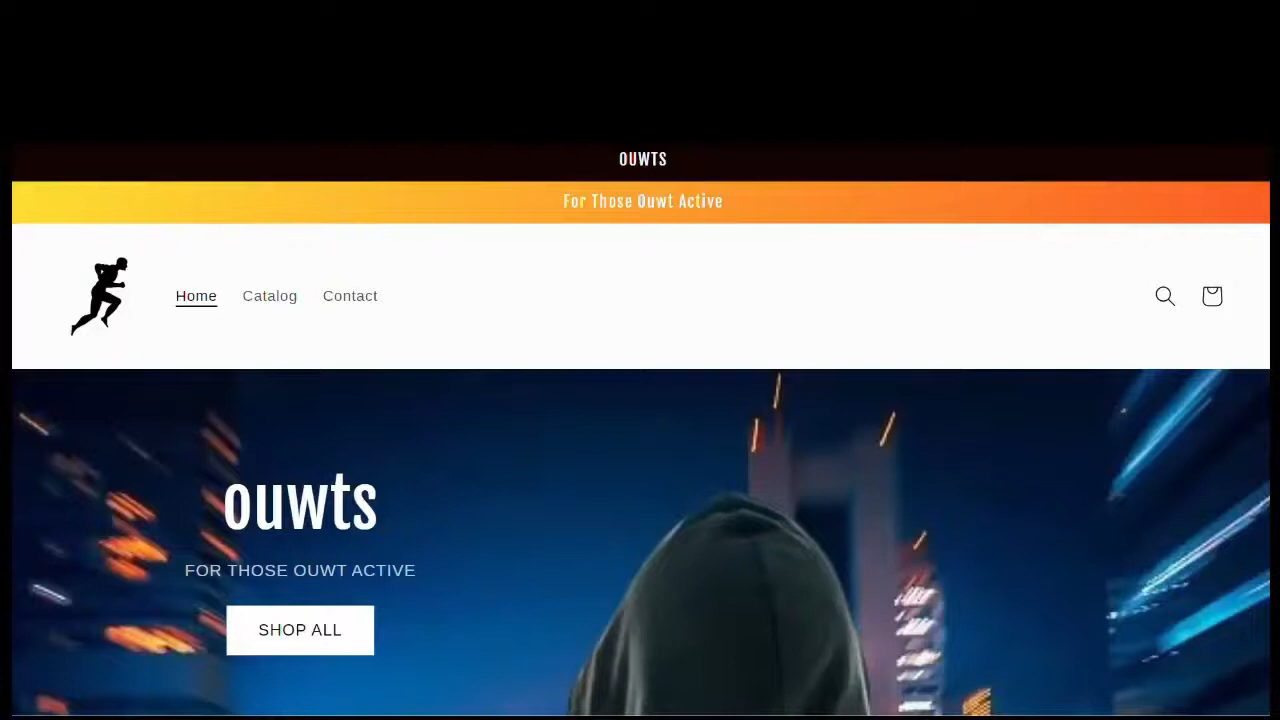 OUWTS
For Those Ouwt Active
Home Catalog Contact
ouwts
FOR THOSE OUWT ACTIVE
SHOP ALL